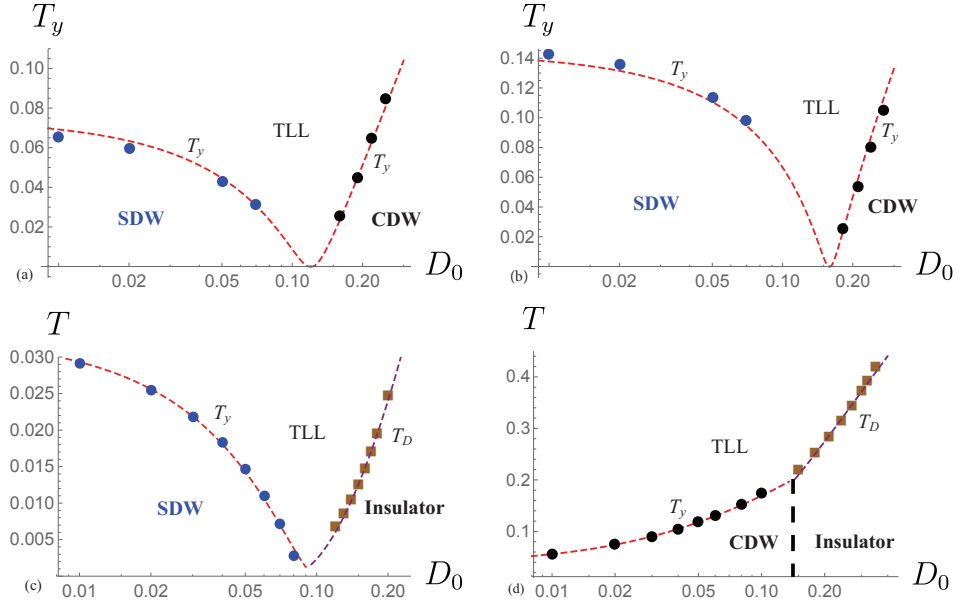 T_y
0.10
0.08
0.06
0.04
0.02
T_y
TLL
T_y
SDW
CDW
(a)
0.02
0.05
0.10
0.20
D_0
T_y
0.14
0.12
0.10
0.08
0.06
0.04
0.02
T_y
TLL
T_y
SDW
CDW
(b)
0.02
0.05
0.10
0.20
D_0
T
0.030
0.025
0.020
0.015
0.010
0.005
T_y
TLL
T_D
SDW
Insulator
(c)
0.01
0.02
0.05
0.10
0.20
D_0
T
0.4
0.3
0.2
0.1
TLL
T_D
T_y
CDW
Insulator
(d)
0.01
0.02
0.05
0.10
0.20
D_0